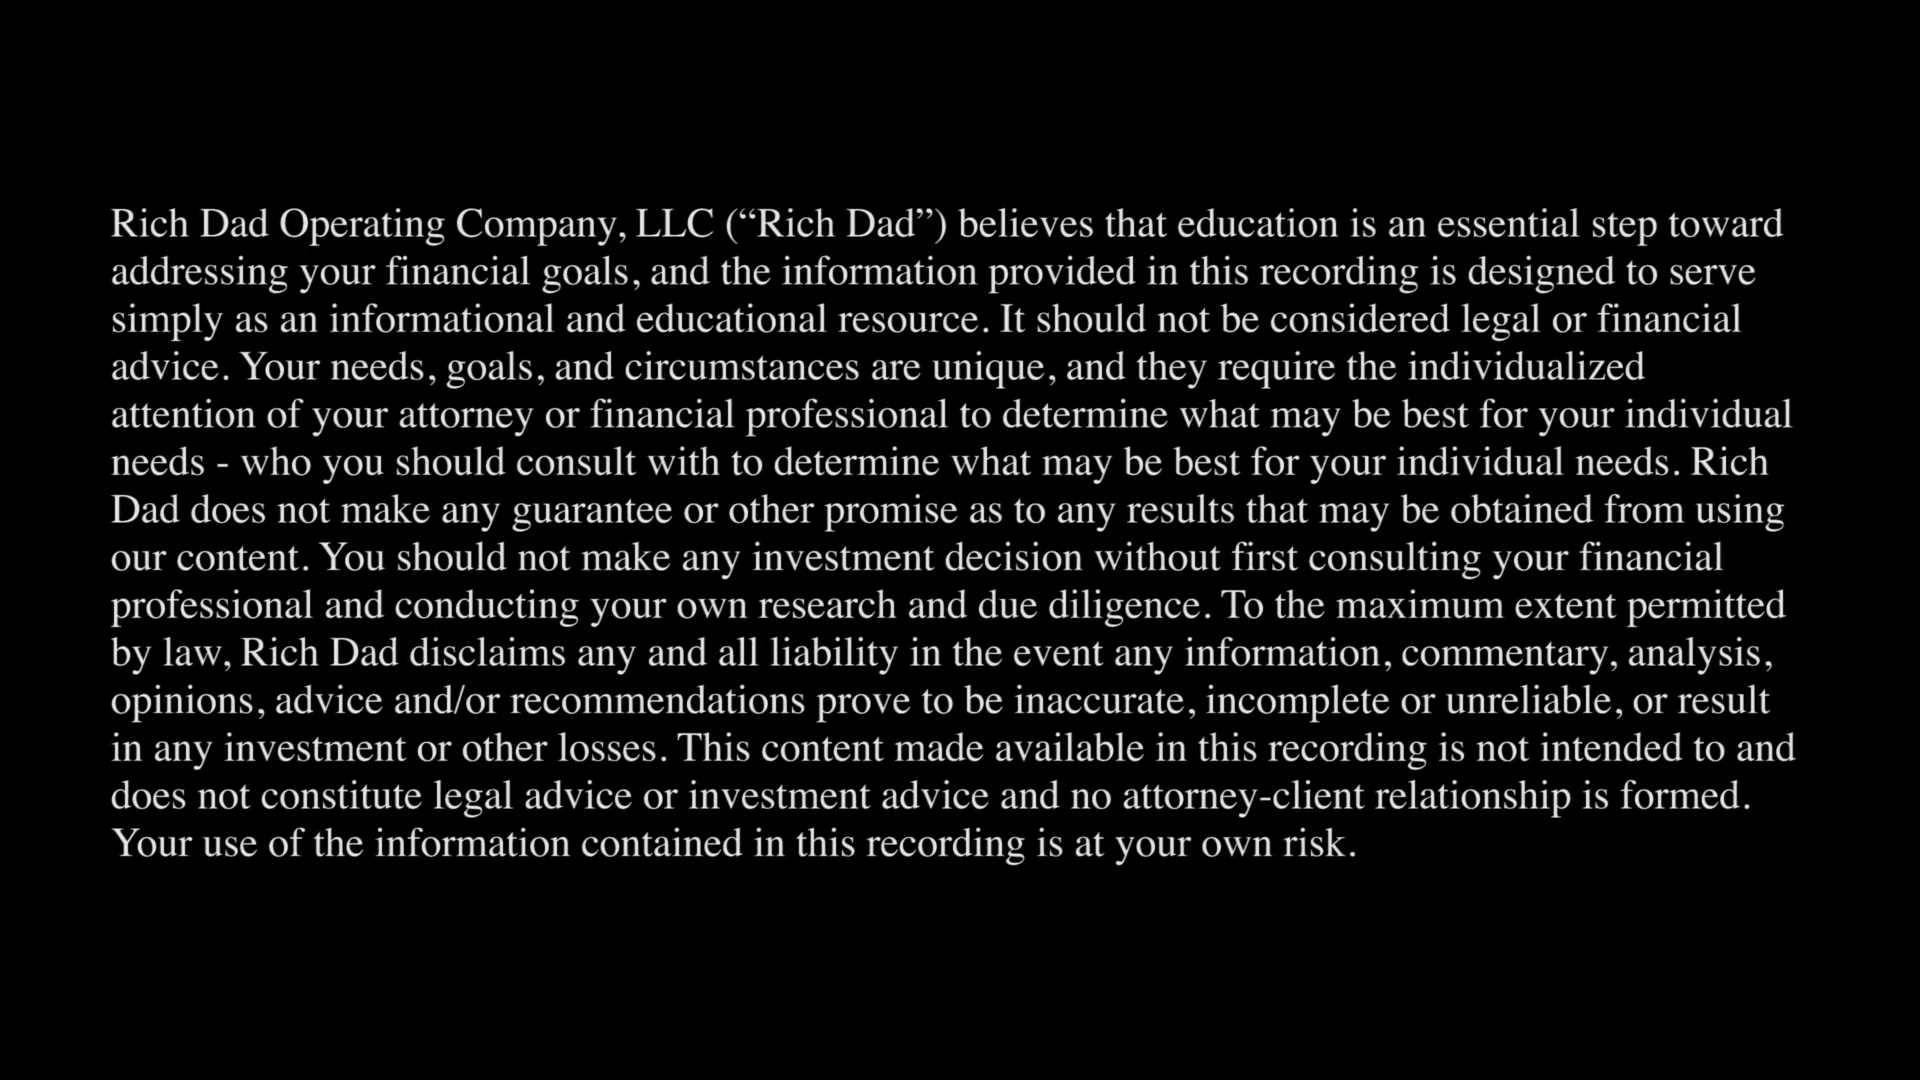 Rich Dad Operating Company, LLC (“Rich Dad”) believes that education is an essential step toward
addressing your financial goals, and the information provided in this recording is designed to serve
simply as an informational and educational resource. It should not be considered legal or financial
advice. Your needs, goals, and circumstances are unique, and they require the individualized
attention of your attorney or financial professional to determine what may be best for your individual
needs - who you should consult with to determine what may be best for your individual needs. Rich
Dad does not make any guarantee or other promise as to any results that may be obtained from using
our content. You should not make any investment decision without first consulting your financial
professional and conducting your own research and due diligence. To the maximum extent permitted
by law, Rich Dad disclaims any and all liability in the event any information, commentary, analysis,
opinions, advice and/or recommendations prove to be inaccurate, incomplete or unreliable, or result
in any investment or other losses. This content made available in this recording is not intended to and
does not constitute legal advice or investment advice and no attorney-client relationship is formed.
Your use of the information contained in this recording is at your own risk.